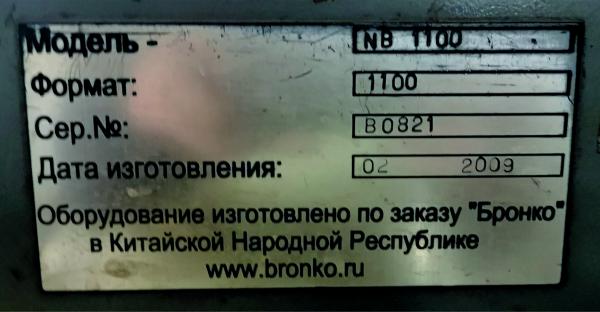 Модель - NB 1100
Формат: 1100
Сер.№: B0821
Дата изготовления: 02 2009
Оборудование изготовлено по заказу "Бронко"
в Китайской Народной Республике
www.bronko.ru